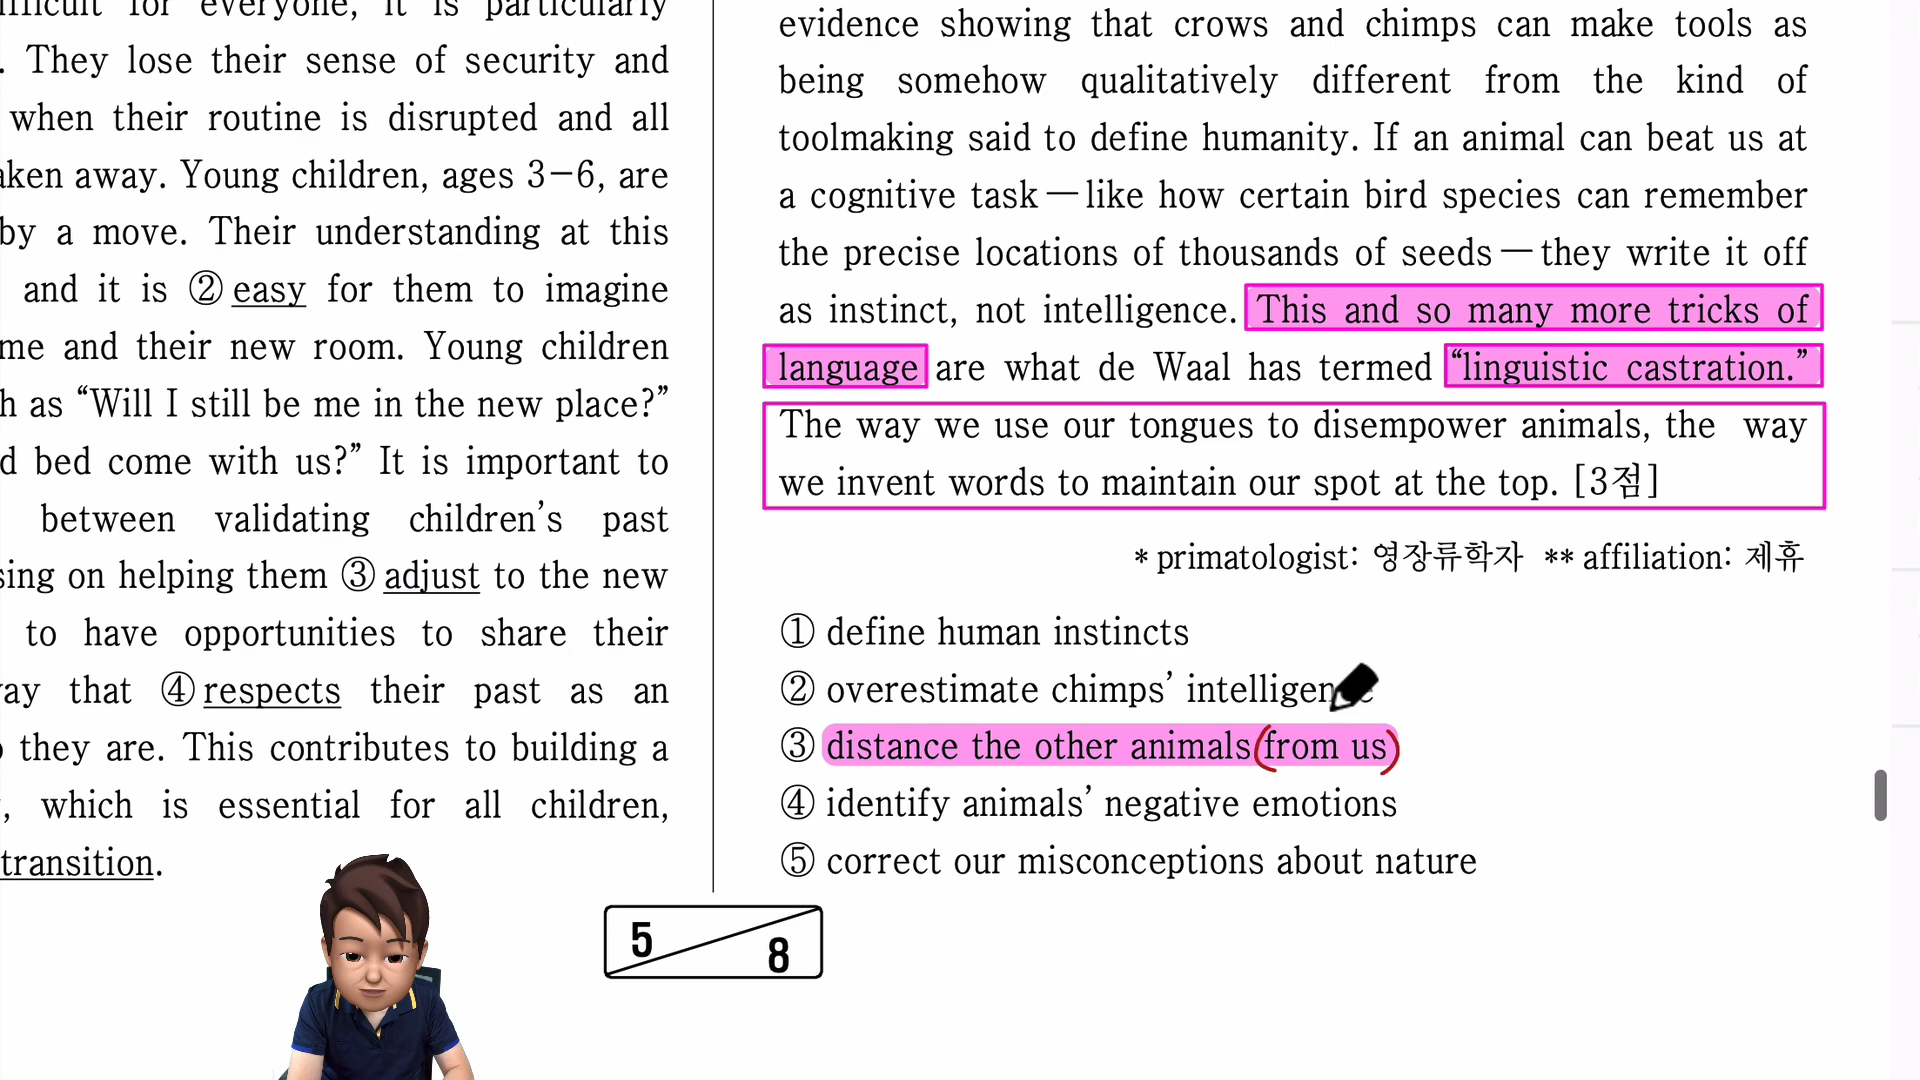 for everyone, it is particularly
. They lose their sense of security and
when their routine is disrupted and all
away. Young children, ages 3-6, are
by a move. Their understanding at this
and it is ② easy for them to imagine
and their new room. Young children
as “Will I still be me in the new place?”
bed come with us?” It is important to
between validating children’s past
on helping them ③ adjust to the new
to have opportunities to share their
that ④ respects their past as an
they are. This contributes to building a
, which is essential for all children,
transition.
evidence showing that crows and chimps can make tools as
being somehow qualitatively different from the kind of
toolmaking said to define humanity. If an animal can beat us at
a cognitive task — like how certain bird species can remember
the precise locations of thousands of seeds — they write it off
as instinct, not intelligence. This and so many more tricks of
language are what de Waal has termed “linguistic castration.”
The way we use our tongues to disempower animals, the way
we invent words to maintain our spot at the top. [3점]
* primatologist: 영장류학자 ** affiliation: 제휴
① define human instincts
② overestimate chimps’ intelligence
③ distance the other animals (from us)
④ identify animals’ negative emotions
⑤ correct our misconceptions about nature
5 8